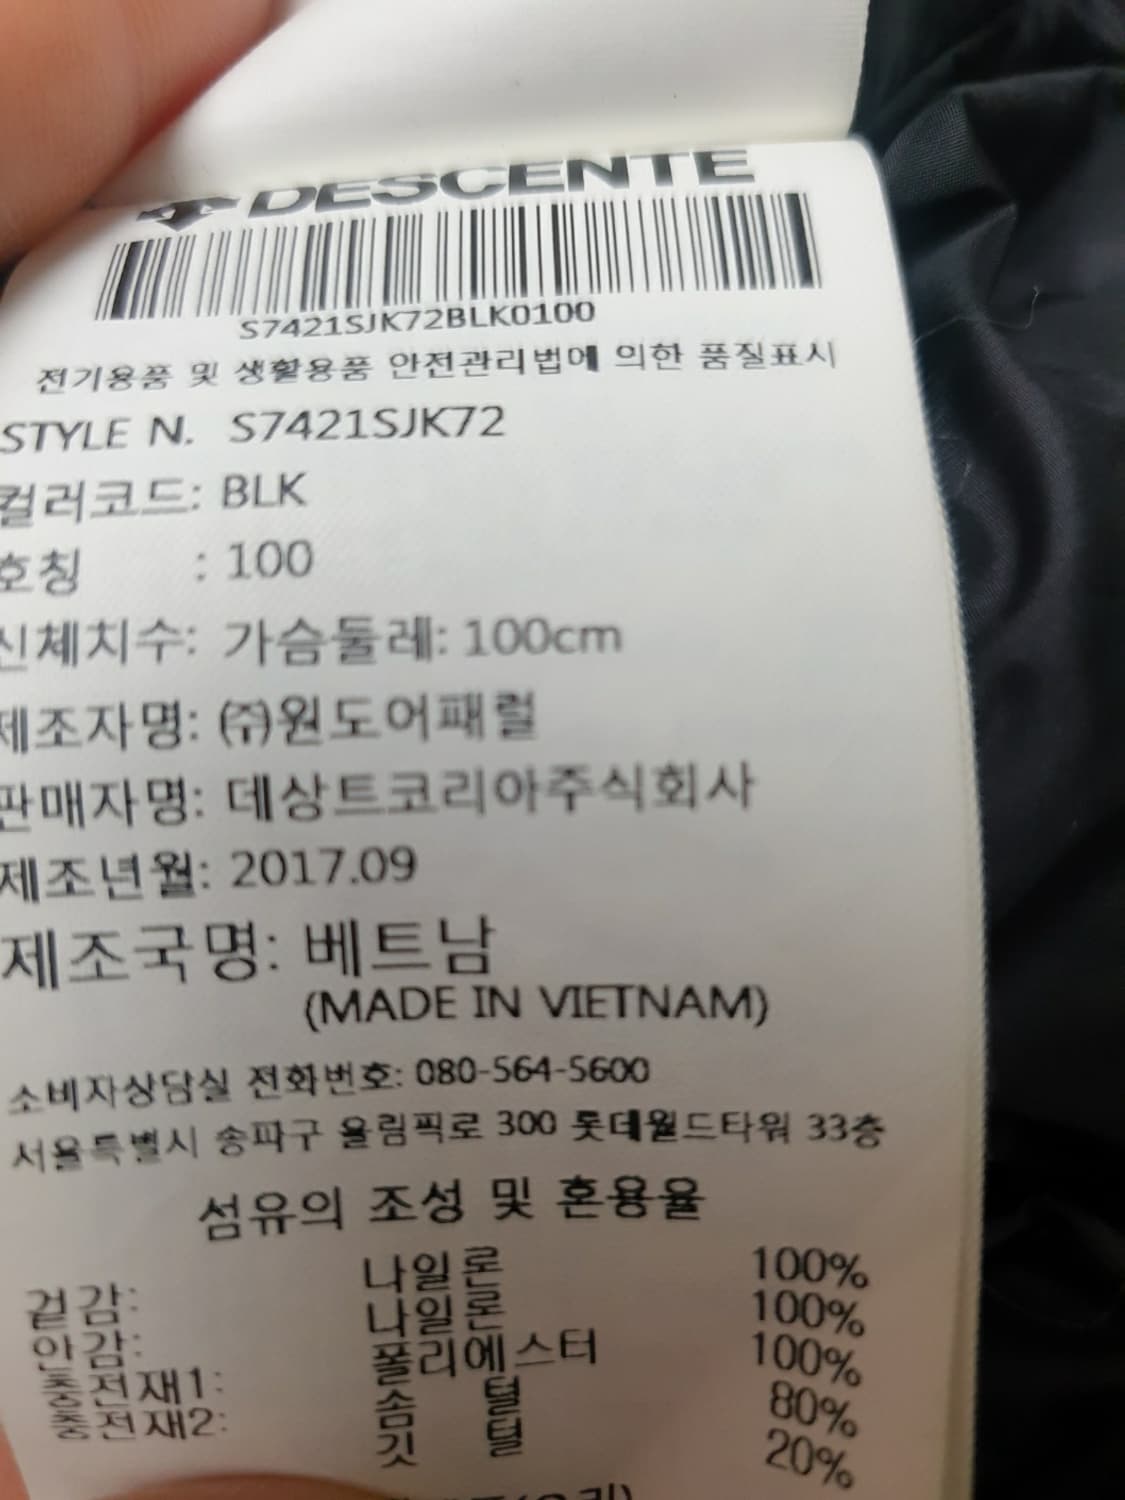 DESCENTE
S7421SJK72BLK0100
전기용품 및 생활용품 안전관리법에 의한 품질표시
STYLE N. S7421SJK72
컬러코드: BLK
호칭 : 100
신체치수: 가슴둘레: 100cm
제조자명: (주)원도어패럴
판매자명: 데상트코리아주식회사
제조년월: 2017.09
제조국명: 베트남
(MADE IN VIETNAM)
소비자상담실 전화번호: 080-564-5600
서울특별시 송파구 올림픽로 300 롯데월드타워 33층
섬유의 조성 및 혼용율
겉감: 나일론 100%
안감: 나일론 100%
충전재1: 폴리에스터 100%
충전재2: 솜털 80%
깃털 20%